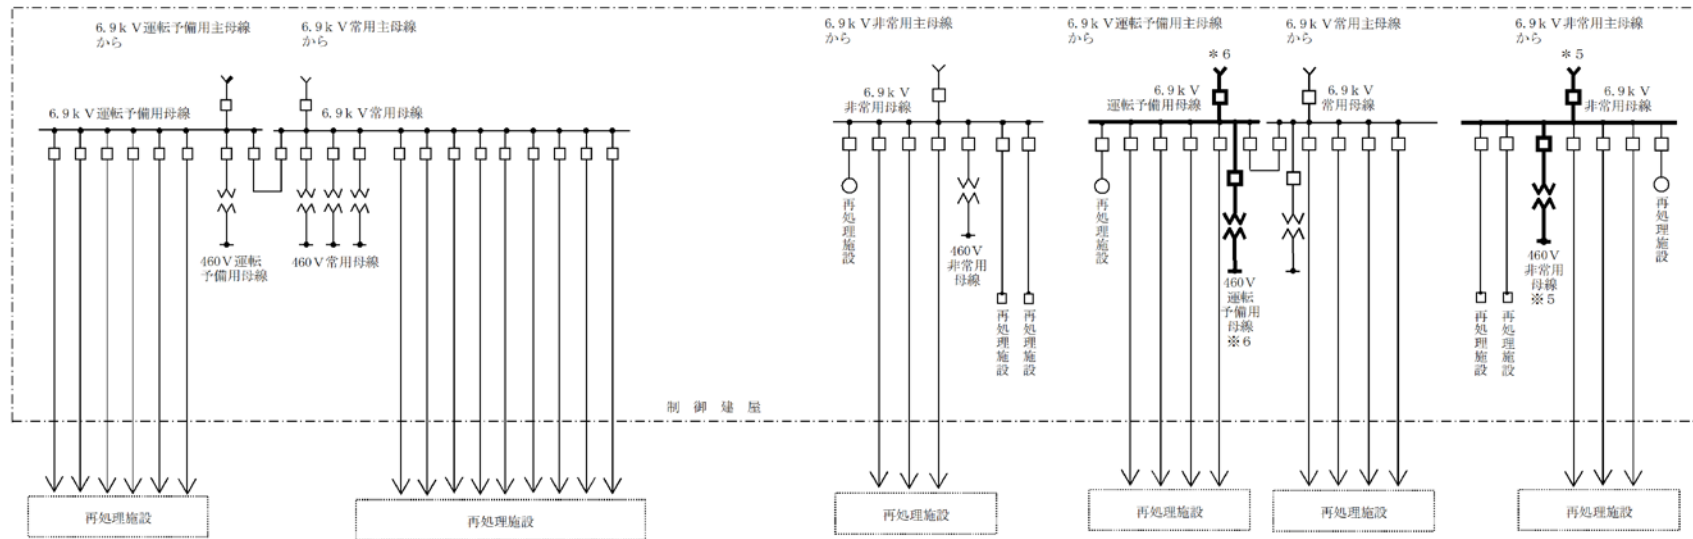 6.9kV運転予備用主母線
から
6.9kV常用主母線
から
6.9kV非常用主母線
から
6.9kV運転予備用主母線
から
6.9kV常用主母線
から
6.9kV非常用主母線
から
＊6
＊5
6.9kV運転予備用母線
6.9kV常用母線
6.9kV
非常用母線
6.9kV
運転予備用母線
6.9kV
常用母線
6.9kV
非常用母線
460V運転
予備用母線
460V常用母線
再処理施設
460V
非常用
母線
再処理施設
再処理施設
再処理施設
460V
運転
予備用
母線
※6
再処理施設
再処理施設
460V
非常用
母線
※5
再処理施設
制御建屋
再処理施設
再処理施設
再処理施設
再処理施設
再処理施設
再処理施設